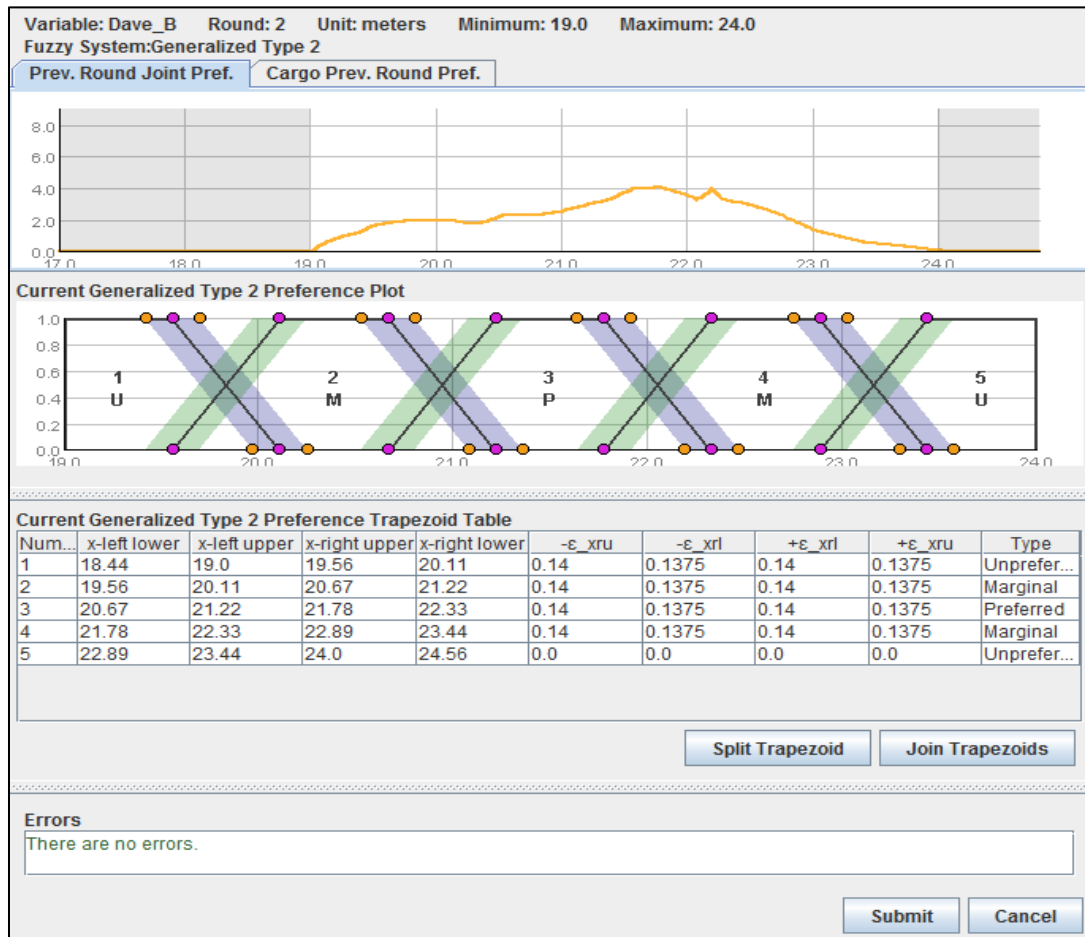 Variable: Dave_B Round: 2 Unit: meters Minimum: 19.0 Maximum: 24.0
Fuzzy System:Generalized Type 2
Prev. Round Joint Pref. Cargo Prev. Round Pref.
8.0
6.0
4.0
2.0
0.0
17.0 18.0 19.0 20.0 21.0 22.0 23.0 24.0
Current Generalized Type 2 Preference Plot
1.0
0.8
0.6
1 2 3 4 5
0.4
U M P M U
0.2
0.0
19.0 20.0 21.0 22.0 23.0 24.0
Current Generalized Type 2 Preference Trapezoid Table
Num... x-left lower x-left upper x-right upper x-right lower -ε_xru -ε_xrl +ε_xrl +ε_xru Type
1 18.44 19.0 19.56 20.11 0.14 0.1375 0.14 0.1375 Unprefer...
2 19.56 20.11 20.67 21.22 0.14 0.1375 0.14 0.1375 Marginal
3 20.67 21.22 21.78 22.33 0.14 0.1375 0.14 0.1375 Preferred
4 21.78 22.33 22.89 23.44 0.14 0.1375 0.14 0.1375 Marginal
5 22.89 23.44 24.0 24.56 0.0 0.0 0.0 0.0 Unprefer...
Split Trapezoid Join Trapezoids
Errors
There are no errors.
Submit Cancel